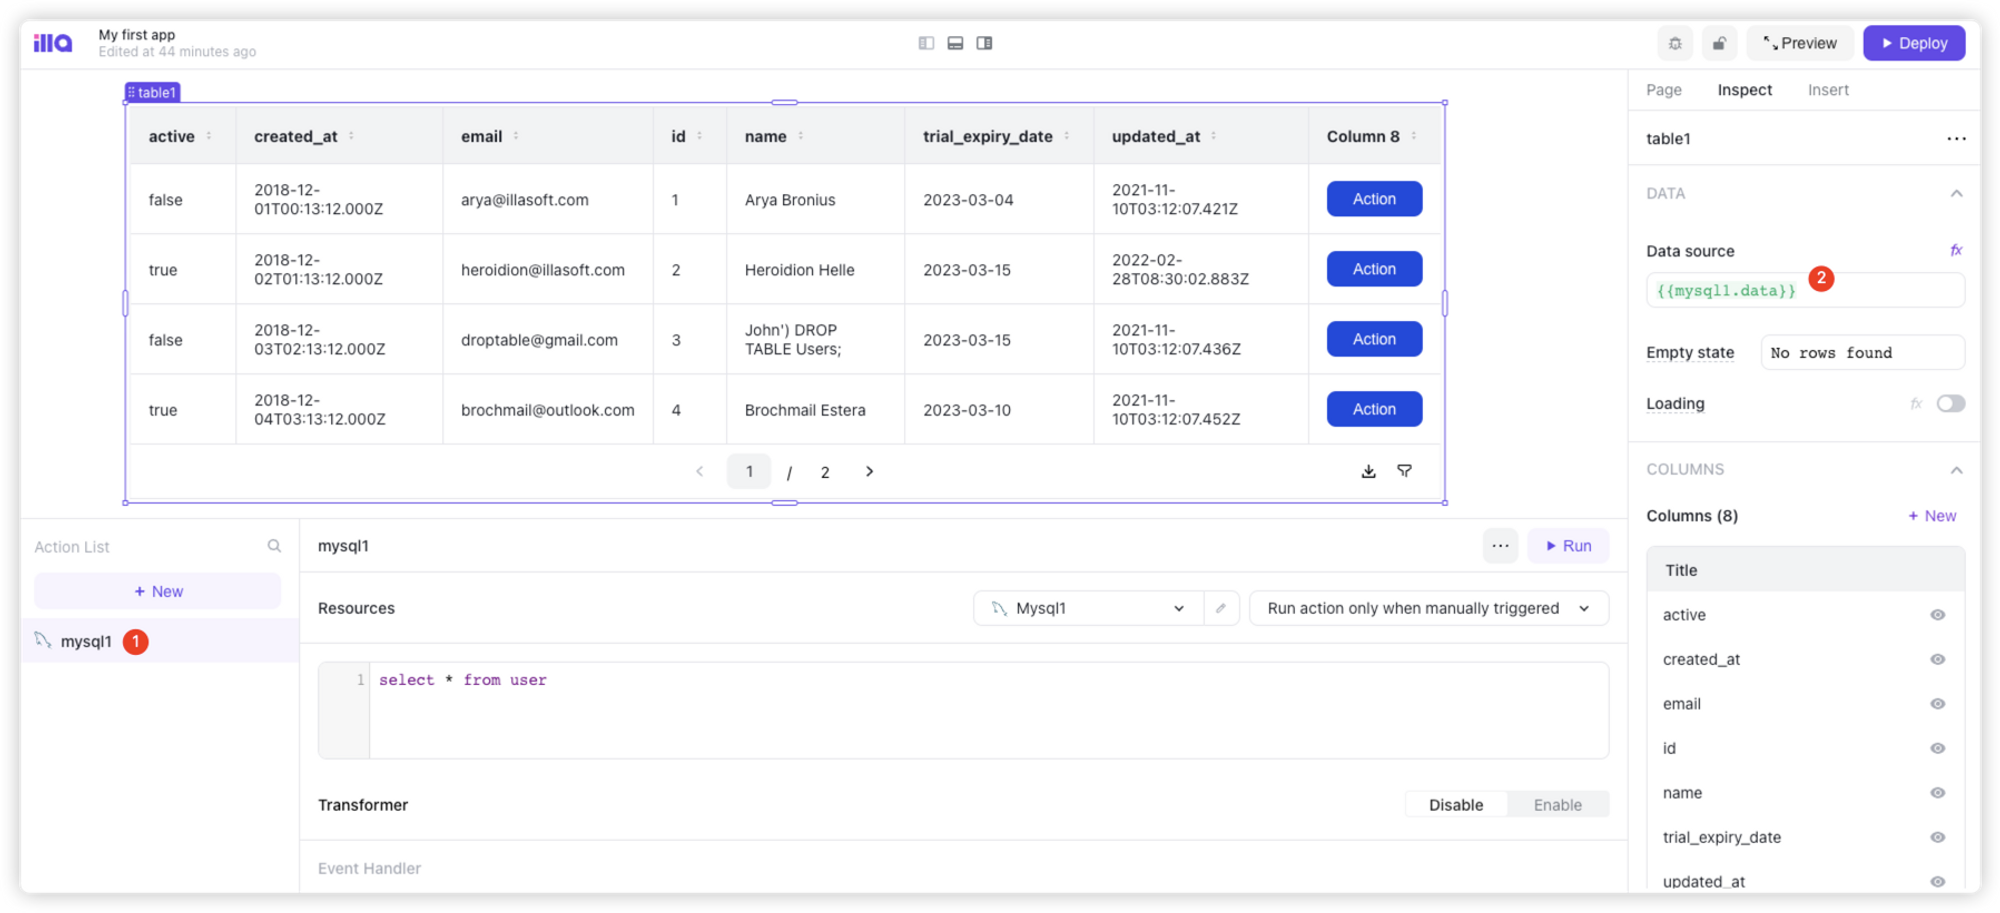 illa
My first app
Edited at 44 minutes ago
Preview
Deploy
table1
active created_at email id name trial_expiry_date updated_at Column 8
false 2018-12-01T00:13:12.000Z arya@illasoft.com 1 Arya Bronius 2023-03-04 2021-11-10T03:12:07.421Z Action
true 2018-12-02T01:13:12.000Z heroidion@illasoft.com 2 Heroidion Helle 2023-03-15 2022-02-28T08:30:02.883Z Action
false 2018-12-03T02:13:12.000Z droptable@gmail.com 3 John') DROP TABLE Users; 2023-03-15 2021-11-10T03:12:07.436Z Action
true 2018-12-04T03:13:12.000Z brochmail@outlook.com 4 Brochmail Estera 2023-03-10 2021-11-10T03:12:07.452Z Action
1 / 2
Action List
+ New
mysql1 1
mysql1
Run
Resources
Mysql1
Run action only when manually triggered
1 select * from user
Transformer
Disable Enable
Event Handler
Page Inspect Insert
table1
DATA
Data source fx
{{mysql1.data}} 2
Empty state No rows found
Loading fx
COLUMNS
Columns (8) + New
Title
active
created_at
email
id
name
trial_expiry_date
updated_at